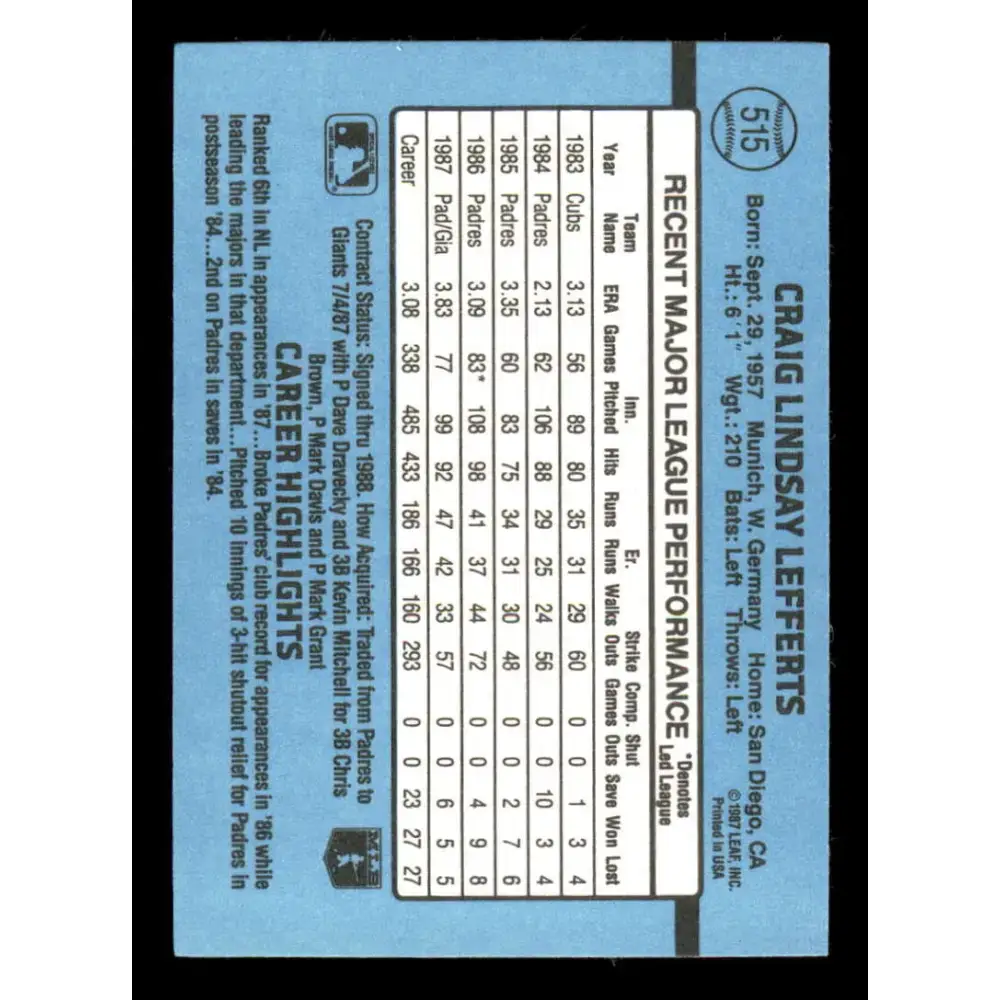 515
CRAIG LINDSAY LEFFERTS
Born: Sept. 29, 1957 Munich, W. Germany Home: San Diego, CA
Ht.: 6'1" Wgt.: 210 Bats: Left Throws: Left
©1987 LEAF, INC.
Printed in USA
RECENT MAJOR LEAGUE PERFORMANCE *Denotes
Led League
Team Inn. Er. Strike Comp. Shut
Year Name ERA Games Pitched Hits Runs Runs Walks Outs Games Outs Save Won Lost
1983 Cubs 3.13 56 89 80 35 31 29 60 0 0 1 3 4
1984 Padres 2.13 62 106 88 29 25 24 56 0 0 10 3 4
1985 Padres 3.35 60 83 75 34 31 30 48 0 0 2 7 6
1986 Padres 3.09 83* 108 98 41 37 44 72 0 0 4 9 8
1987 Pad/Gia 3.83 77 99 92 47 42 33 57 0 0 6 5 5
Career 3.08 338 485 433 186 166 160 293 0 0 23 27 27
Contract Status: Signed thru 1988. How Acquired: Traded from Padres to
Giants 7/4/87 with P Dave Dravecky and 3B Kevin Mitchell for 3B Chris
Brown, P Mark Davis and P Mark Grant
MLB
CAREER HIGHLIGHTS
Ranked 6th in NL in appearances in '87...Broke Padres' club record for appearances in '86 while
leading the majors in that department...Pitched 10 innings of 3-hit shutout relief for Padres in
postseason '84...2nd on Padres in saves in '84.